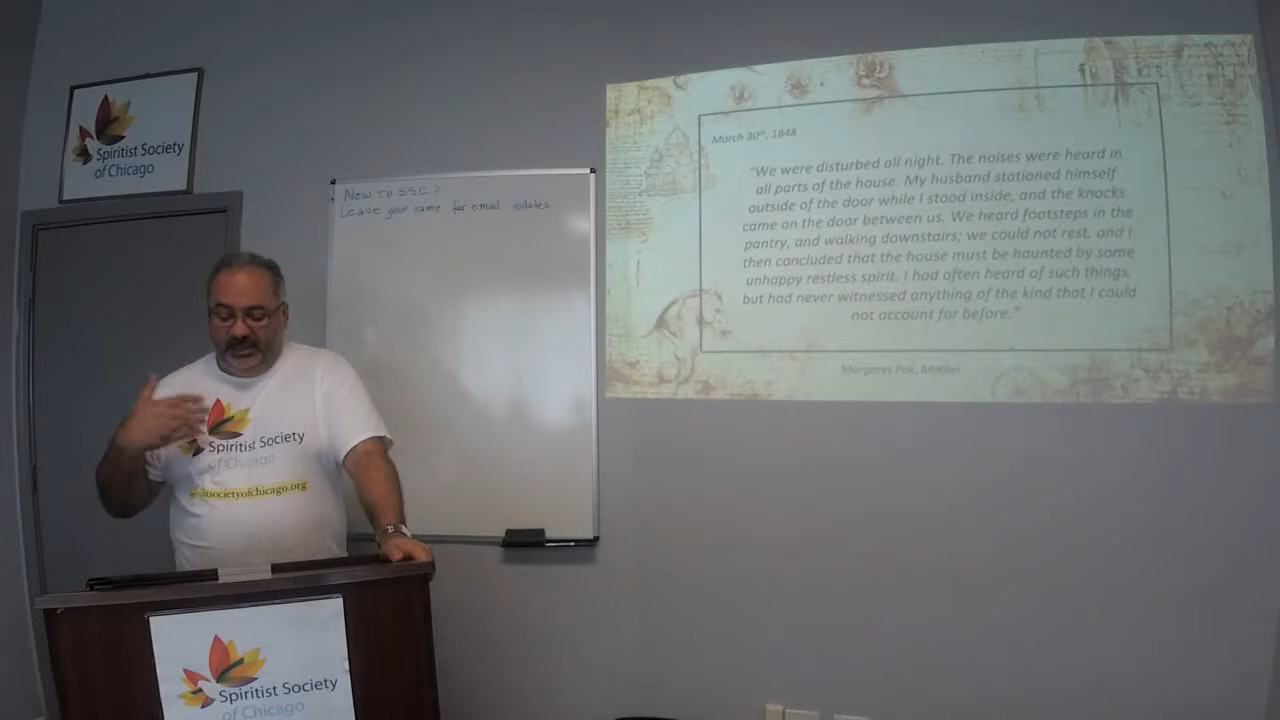 Spiritist Society
of Chicago
New to SSC?
Leave your name for email updates
March 30th, 1848
"We were disturbed all night. The noises were heard in
all parts of the house. My husband stationed himself
outside of the door while I stood inside, and the knocks
came on the door between us. We heard footsteps in the
pantry, and walking downstairs; we could not rest, and I
then concluded that the house must be haunted by some
unhappy restless spirit. I had often heard of such things,
but had never witnessed anything of the kind that I could
not account for before."
Margaret Fox, Mother
Spiritist Society
of Chicago
societyofchicago.org
Spiritist Society
of Chicago